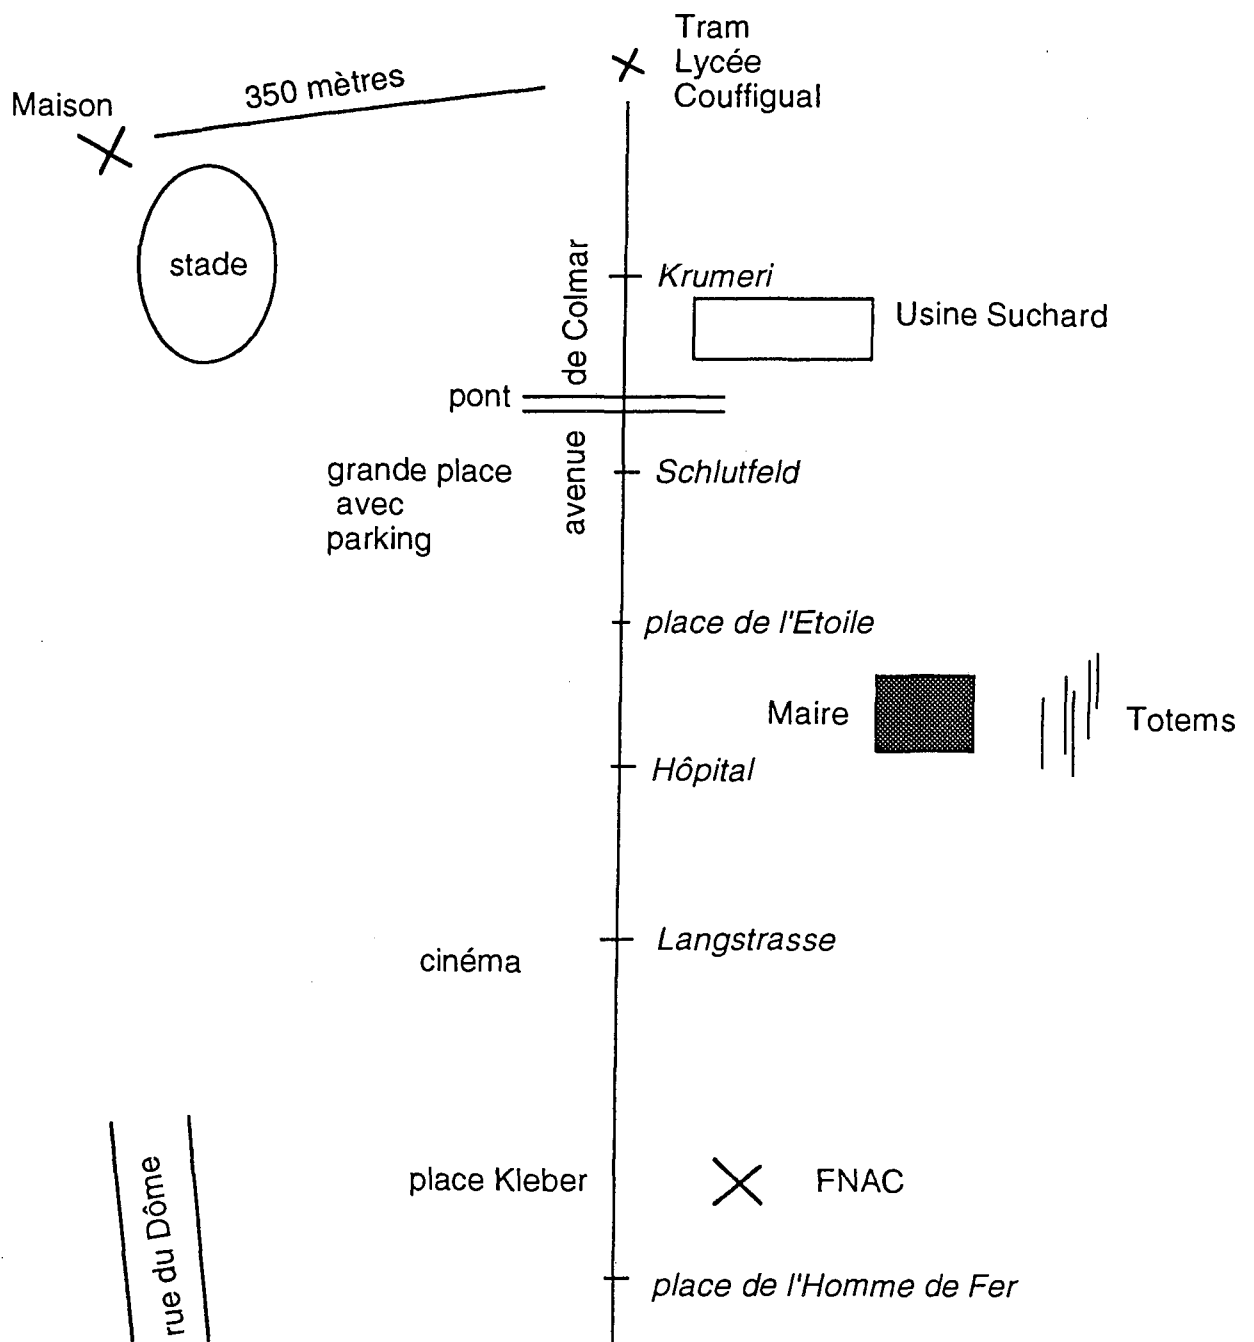 Tram
Lycée
Couffigual
350 mètres
Maison
stade
avenue de Colmar
Krumeri
Usine Suchard
pont
grande place
avec
parking
Schlutfeld
place de l'Etoile
Maire
Totems
Hôpital
Langstrasse
cinéma
rue du Dôme
place Kleber
FNAC
place de l'Homme de Fer